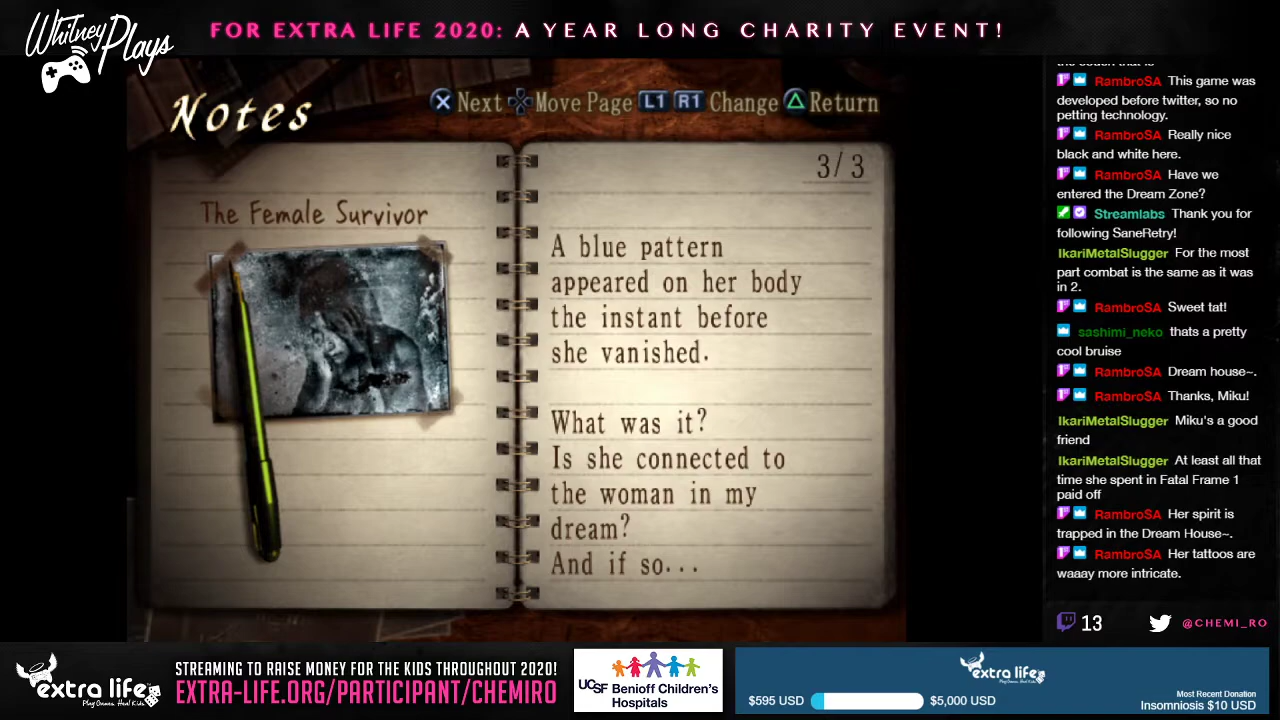 Whitney Plays
FOR EXTRA LIFE 2020: A YEAR LONG CHARITY EVENT!
Notes
Next Move Page L1 R1 Change Return
The Female Survivor
3/3
A blue pattern
appeared on her body
the instant before
she vanished.
What was it?
Is she connected to
the woman in my
dream?
And if so...
RambroSA This game was
developed before twitter, so no
petting technology.
RambroSA Really nice
black and white here.
RambroSA Have we
entered the Dream Zone?
Streamlabs Thank you for
following SaneRetry!
IkariMetalSlugger For the most
part combat is the same as it was
in 2.
RambroSA Sweet tat!
sashimi_neko thats a pretty
cool bruise
RambroSA Dream house~.
RambroSA Thanks, Miku!
IkariMetalSlugger Miku's a good
friend
IkariMetalSlugger At least all that
time she spent in Fatal Frame 1
paid off
RambroSA Her spirit is
trapped in the Dream House~.
RambroSA Her tattoos are
waaay more intricate.
13
@CHEMI_RO
extra life
Play Games. Heal Kids.
STREAMING TO RAISE MONEY FOR THE KIDS THROUGHOUT 2020!
EXTRA-LIFE.ORG/PARTICIPANT/CHEMIRO
UCSF Benioff Children's
Hospitals
extra life
$595 USD
$5,000 USD
Most Recent Donation
Insomniosis $10 USD